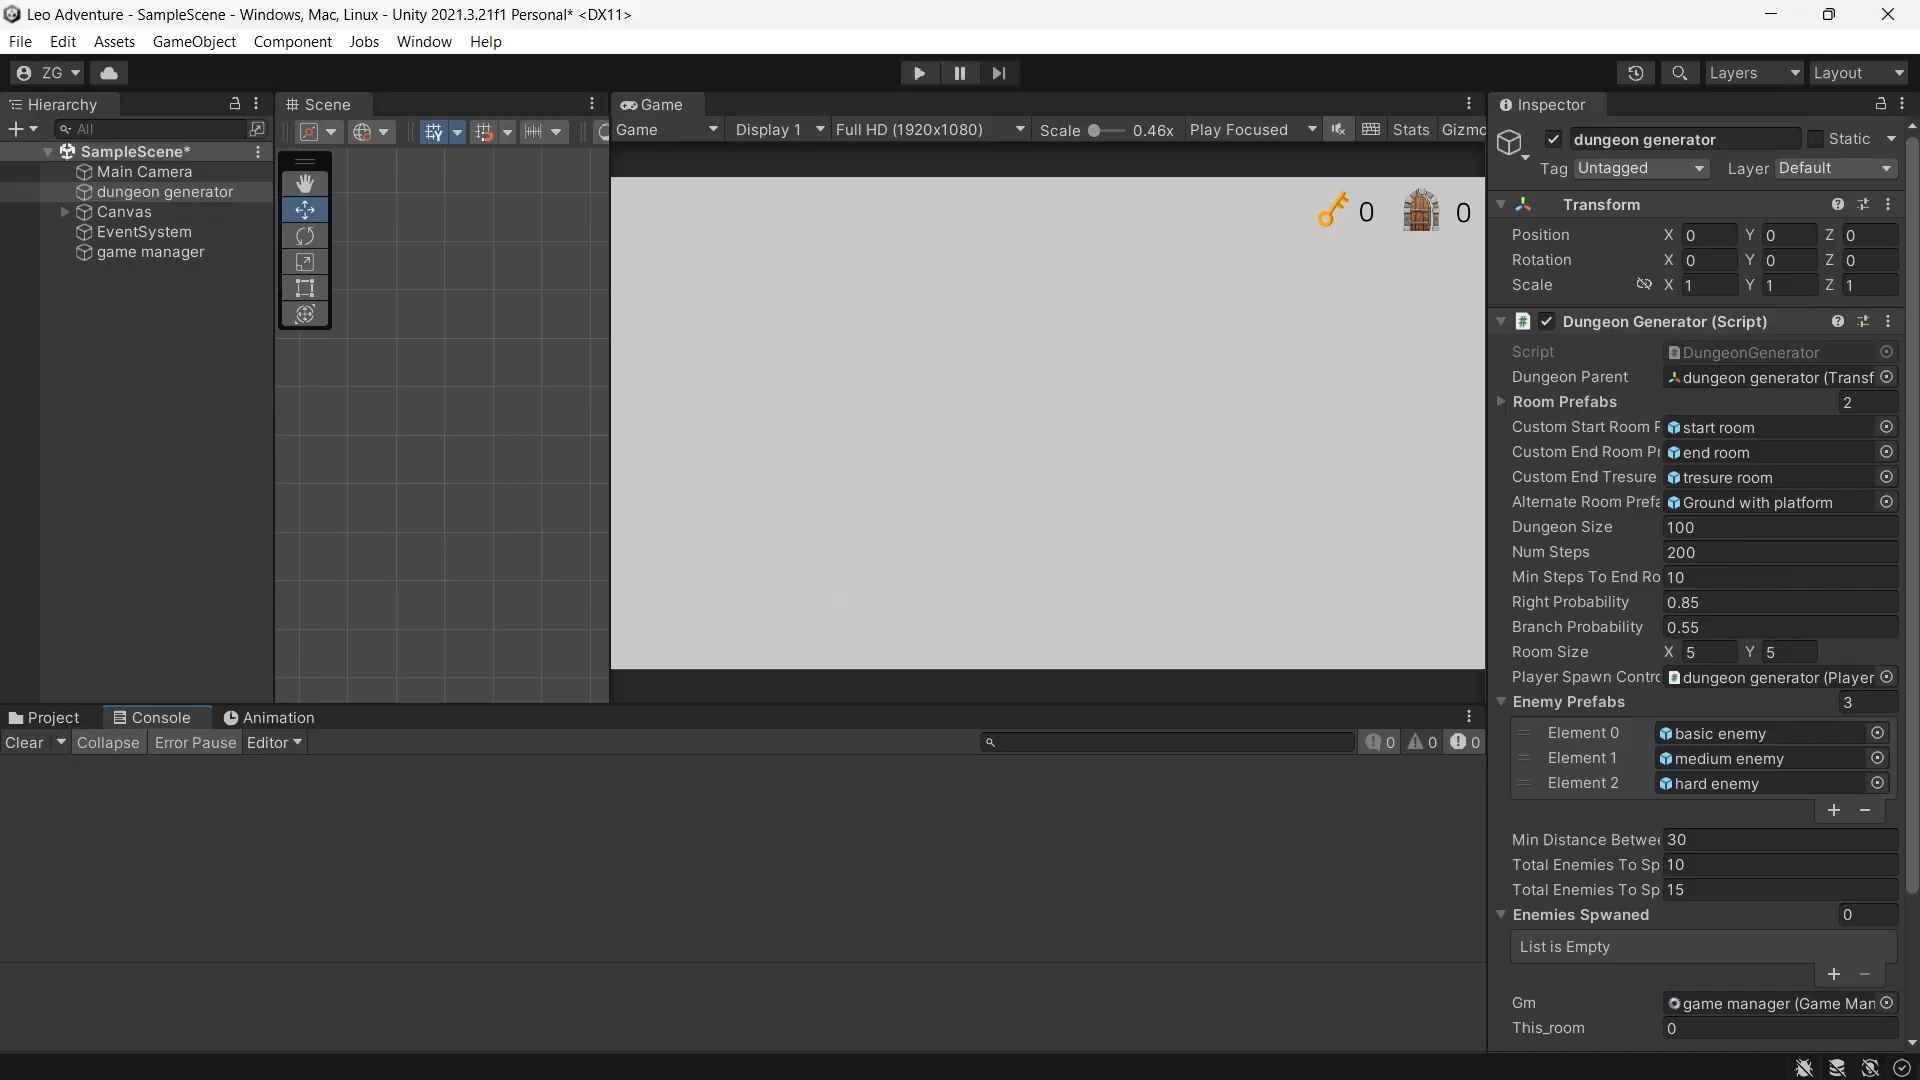 Leo Adventure - SampleScene - Windows, Mac, Linux - Unity 2021.3.21f1 Personal* <DX11>
File Edit Assets GameObject Component Jobs Window Help
ZG Layers Layout
Hierarchy
All
SampleScene*
Main Camera
dungeon generator
Canvas
EventSystem
game manager
Scene
Game
Game Display 1 Full HD (1920x1080) Scale 0.46x Play Focused Stats Gizmo
0 0
Project Console Animation
Clear Collapse Error Pause Editor 0 0 0
Inspector
dungeon generator Static
Tag Untagged Layer Default
Transform
Position X 0 Y 0 Z 0
Rotation X 0 Y 0 Z 0
Scale X 1 Y 1 Z 1
# Dungeon Generator (Script)
Script DungeonGenerator
Dungeon Parent dungeon generator (Transf
Room Prefabs 2
Custom Start Room P start room
Custom End Room Pr end room
Custom End Tresure tresure room
Alternate Room Prefa Ground with platform
Dungeon Size 100
Num Steps 200
Min Steps To End Ro 10
Right Probability 0.85
Branch Probability 0.55
Room Size X 5 Y 5
Player Spawn Contro dungeon generator (Player
Enemy Prefabs 3
Element 0 basic enemy
Element 1 medium enemy
Element 2 hard enemy
Min Distance Betwee 30
Total Enemies To Sp 10
Total Enemies To Sp 15
Enemies Spwaned 0
List is Empty
Gm game manager (Game Man
This_room 0